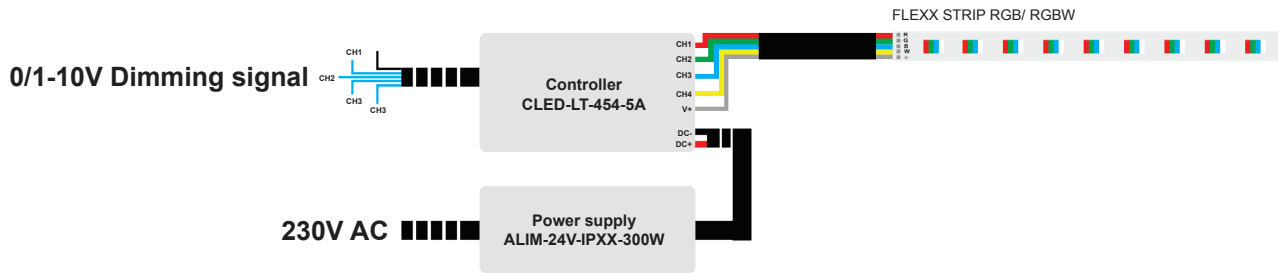 FLEXX STRIP RGB/ RGBW
R
G
B
W
+
CH1
CH2
CH3
CH4
V+
DC-
DC+
Controller
CLED-LT-454-5A
0/1-10V Dimming signal
CH1
CH2
CH3
CH3
230V AC
Power supply
ALIM-24V-IPXX-300W